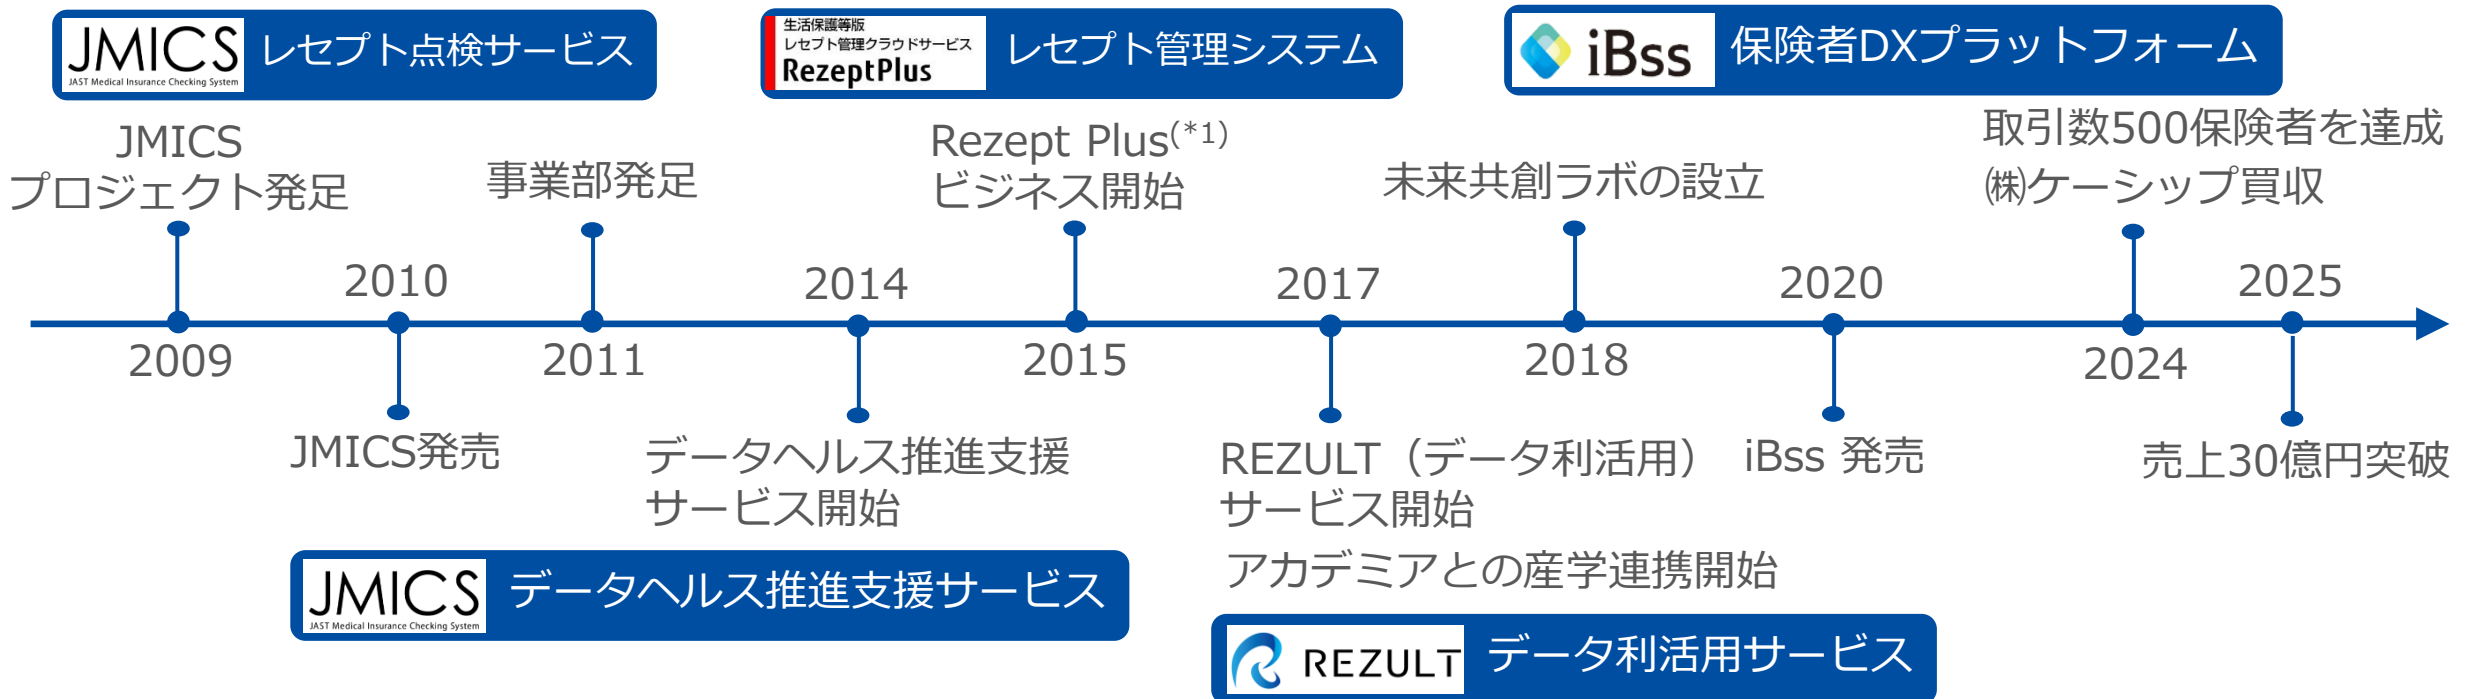 JMICS
JAST Medical Insurance Checking System
レセプト点検サービス
生活保護等版
レセプト管理クラウドサービス
RezeptPlus
レセプト管理システム
iBss
保険者DXプラットフォーム
JMICS
プロジェクト発足
事業部発足
Rezept Plus(*1)
ビジネス開始
未来共創ラボの設立
取引数500保険者を達成
㈱ケーシップ買収
2010
2014
2017
2020
2025
2009
2011
2015
2018
2024
JMICS発売
データヘルス推進支援
サービス開始
REZULT（データ利活用）
サービス開始
アカデミアとの産学連携開始
iBss 発売
売上30億円突破
JMICS
JAST Medical Insurance Checking System
データヘルス推進支援サービス
REZULT
データ利活用サービス